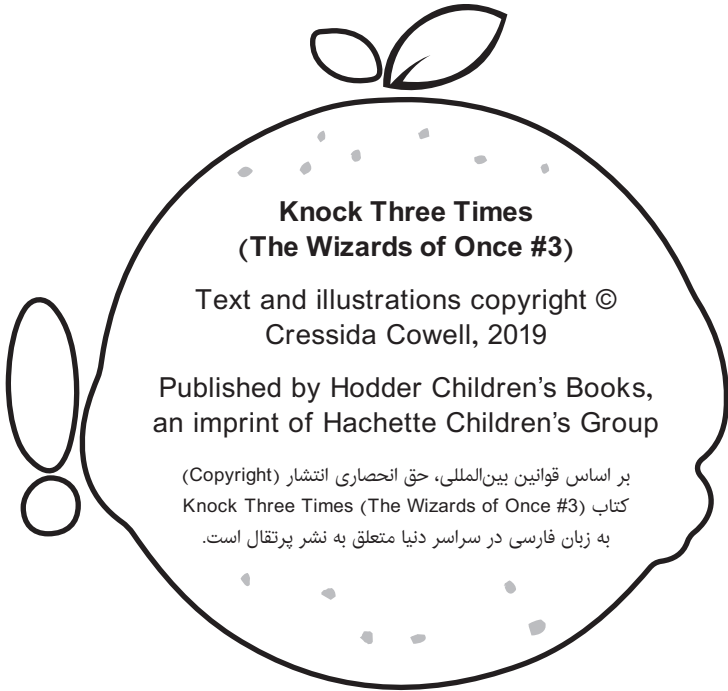 Knock Three Times
(The Wizards of Once #3)
Text and illustrations copyright ©
Cressida Cowell, 2019
Published by Hodder Children’s Books,
an imprint of Hachette Children’s Group
بر اساس قوانین بین‌المللی، حق انحصاری انتشار (Copyright)
کتاب Knock Three Times (The Wizards of Once #3)
به زبان فارسی در سراسر دنیا متعلق به نشر پرتقال است.